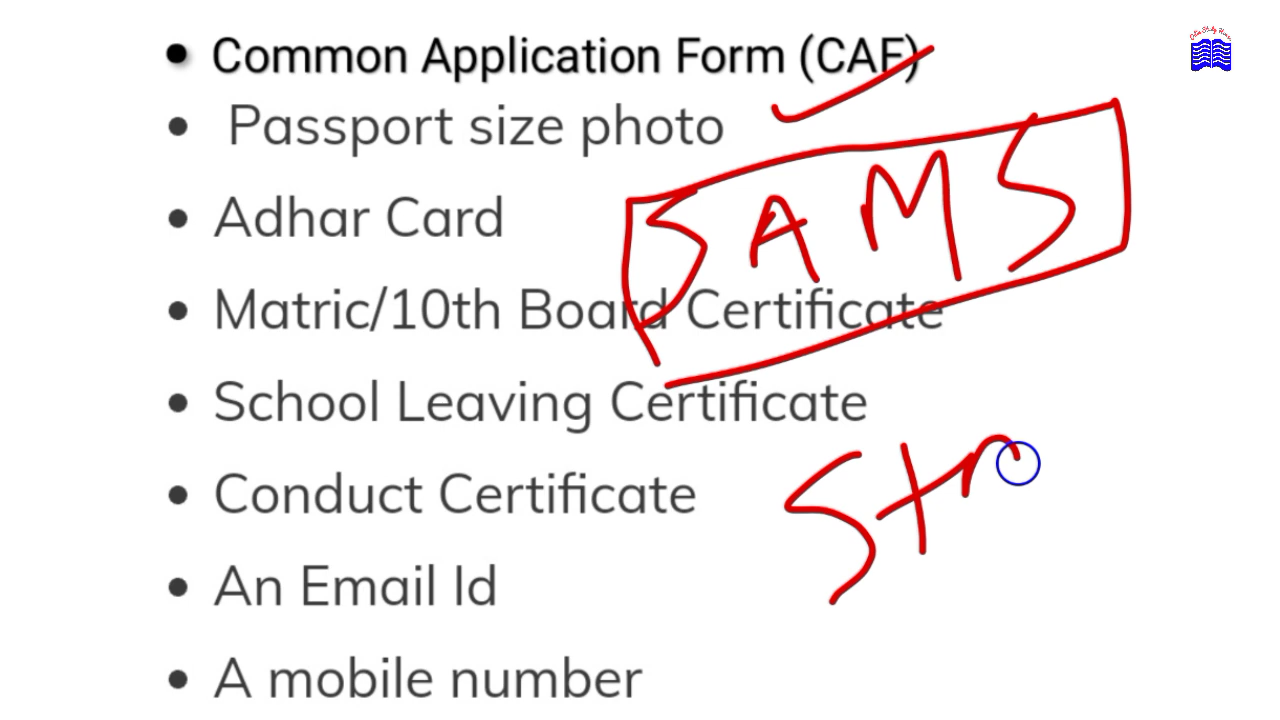 • Common Application Form (CAF)
• Passport size photo
• Adhar Card
• Matric/10th Board Certificate
• School Leaving Certificate
• Conduct Certificate
• An Email Id
• A mobile number
SAMS
Str